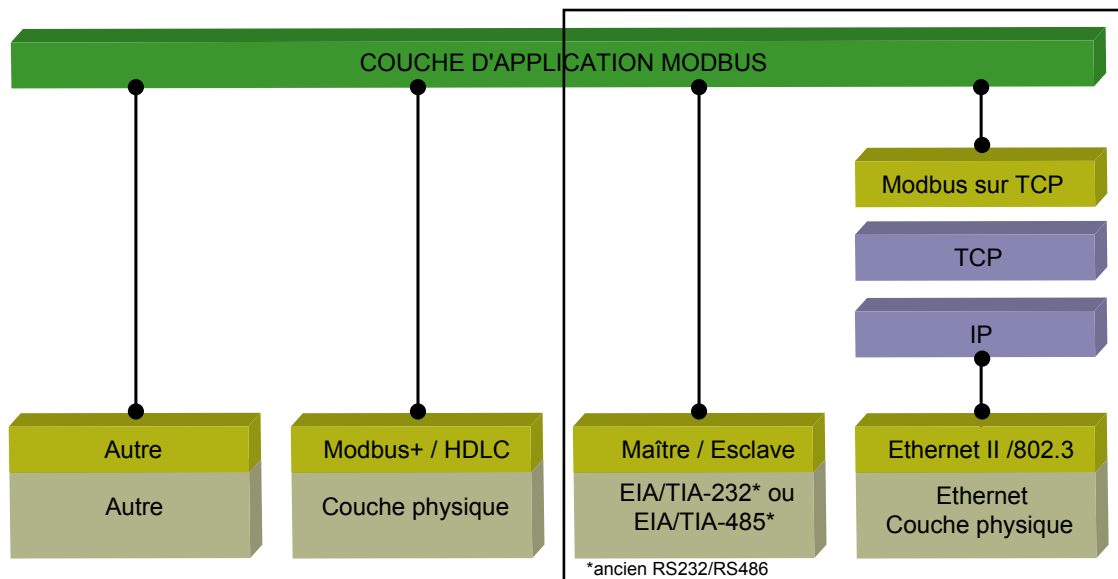 COUCHE D'APPLICATION MODBUS
Modbus sur TCP
TCP
IP
Autre
Modbus+ / HDLC
Maître / Esclave
Ethernet II /802.3
Autre
Couche physique
EIA/TIA-232* ou
EIA/TIA-485*
Ethernet
Couche physique
*ancien RS232/RS486